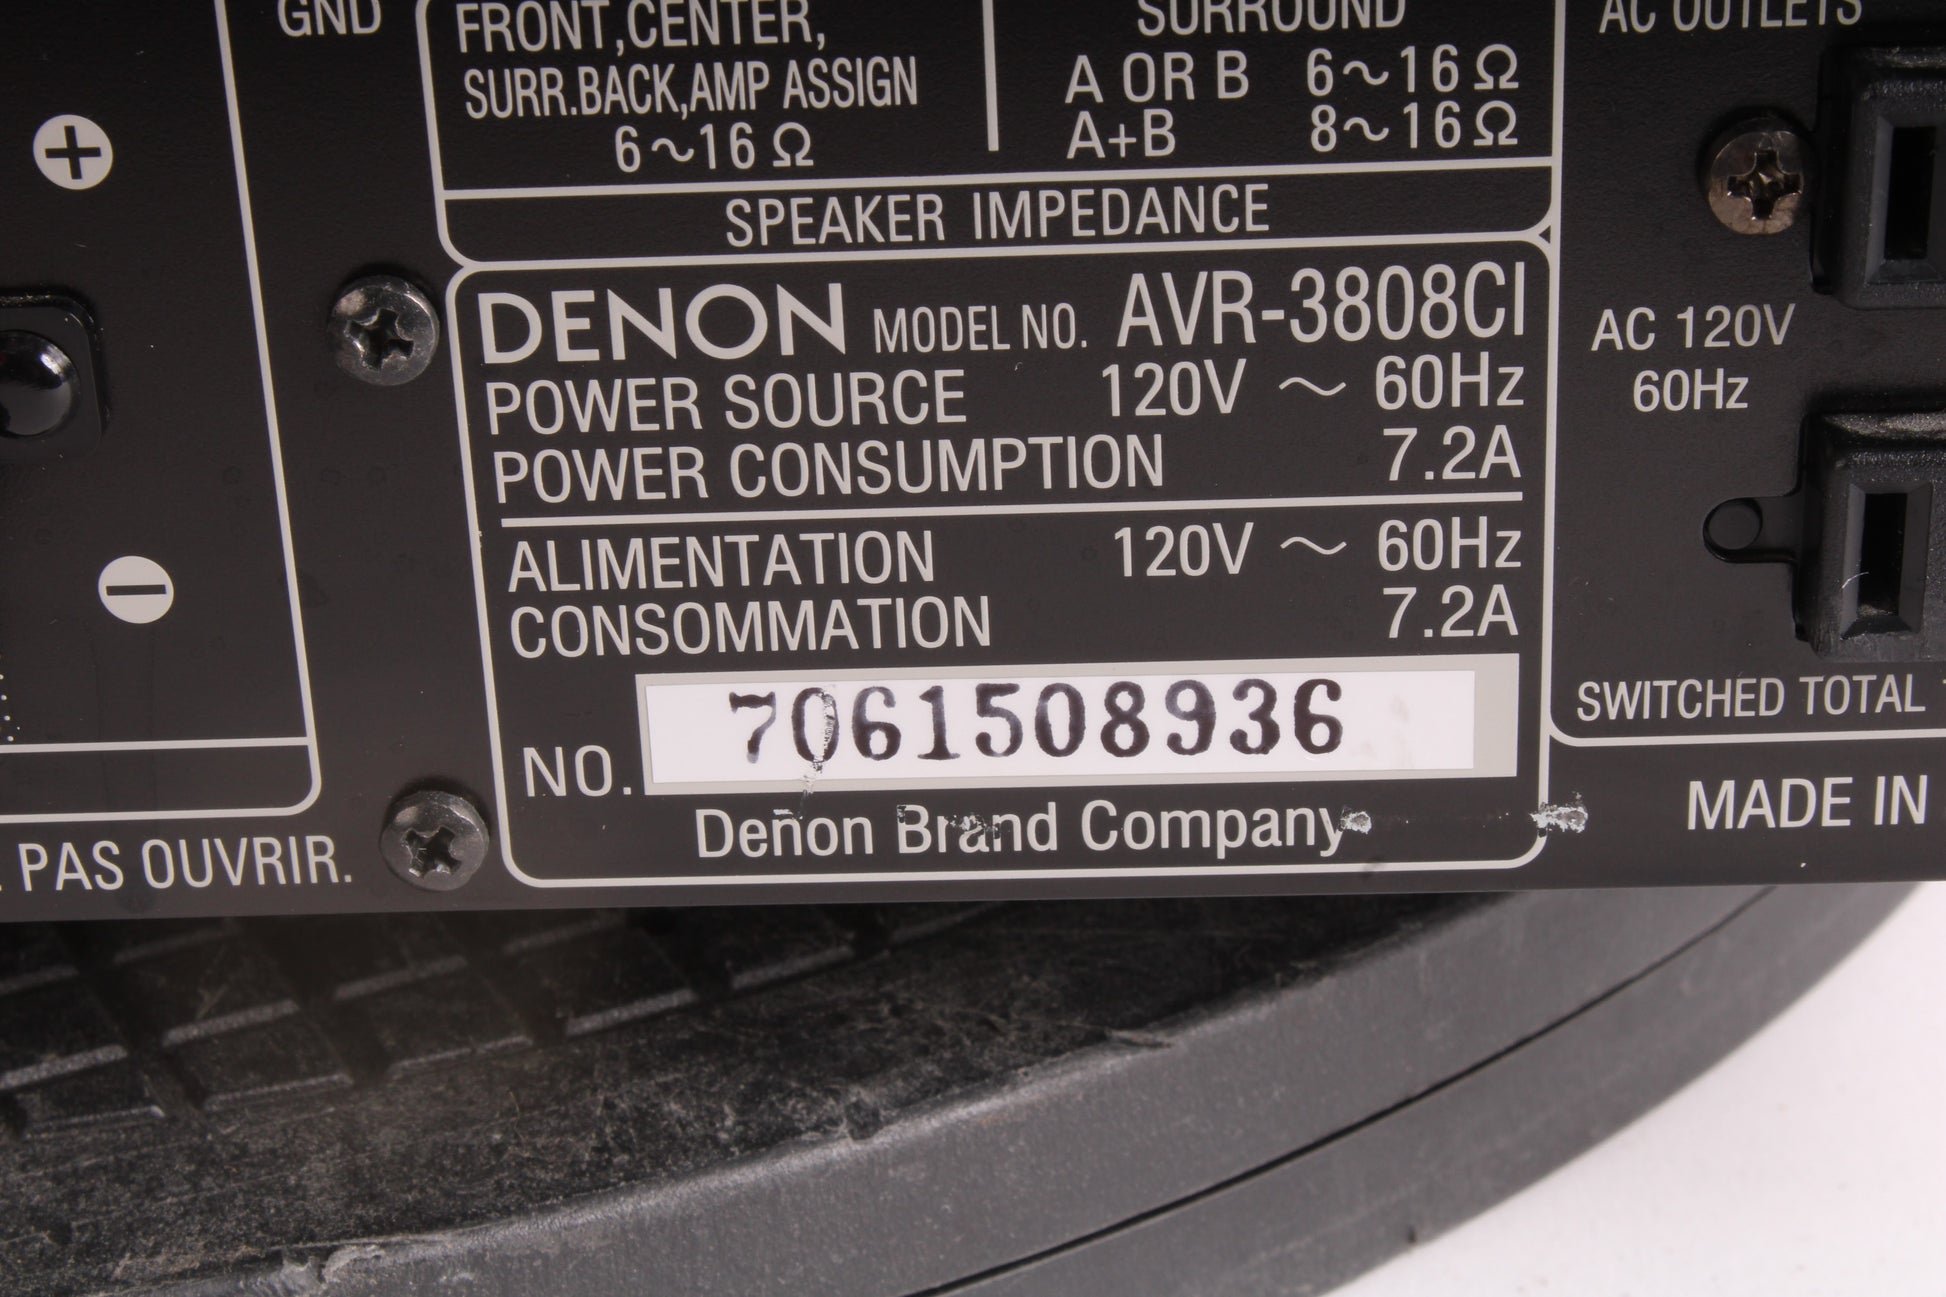 GND
+
−
FRONT,CENTER,
SURR.BACK,AMP ASSIGN
6~16 Ω
SURROUND
A OR B 6~16 Ω
A+B 8~16 Ω
SPEAKER IMPEDANCE
DENON MODEL NO. AVR-3808CI
POWER SOURCE 120V ~ 60Hz
POWER CONSUMPTION 7.2A
ALIMENTATION 120V ~ 60Hz
CONSOMMATION 7.2A
NO. 7061508936
Denon Brand Company
PAS OUVRIR.
AC OUTLETS
AC 120V
60Hz
SWITCHED TOTAL
MADE IN